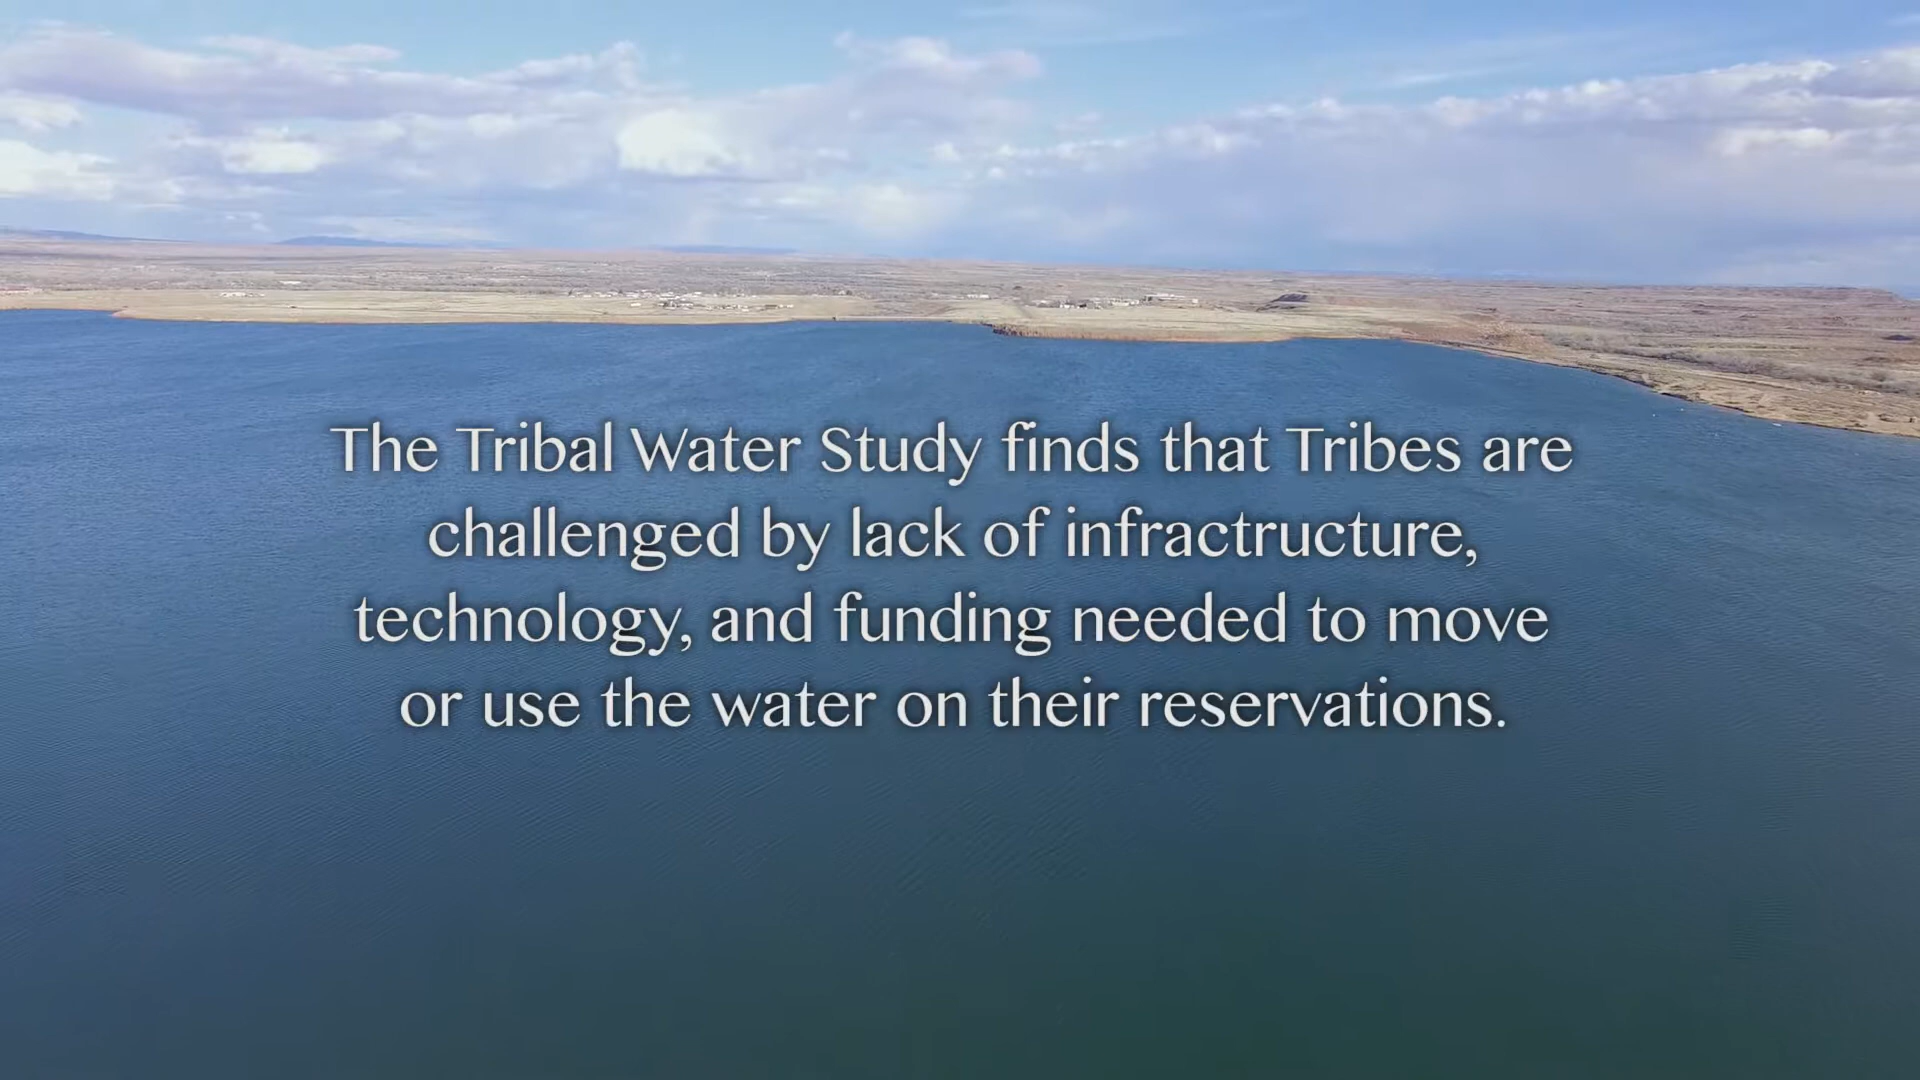 The Tribal Water Study finds that Tribes are
challenged by lack of infractructure,
technology, and funding needed to move
or use the water on their reservations.